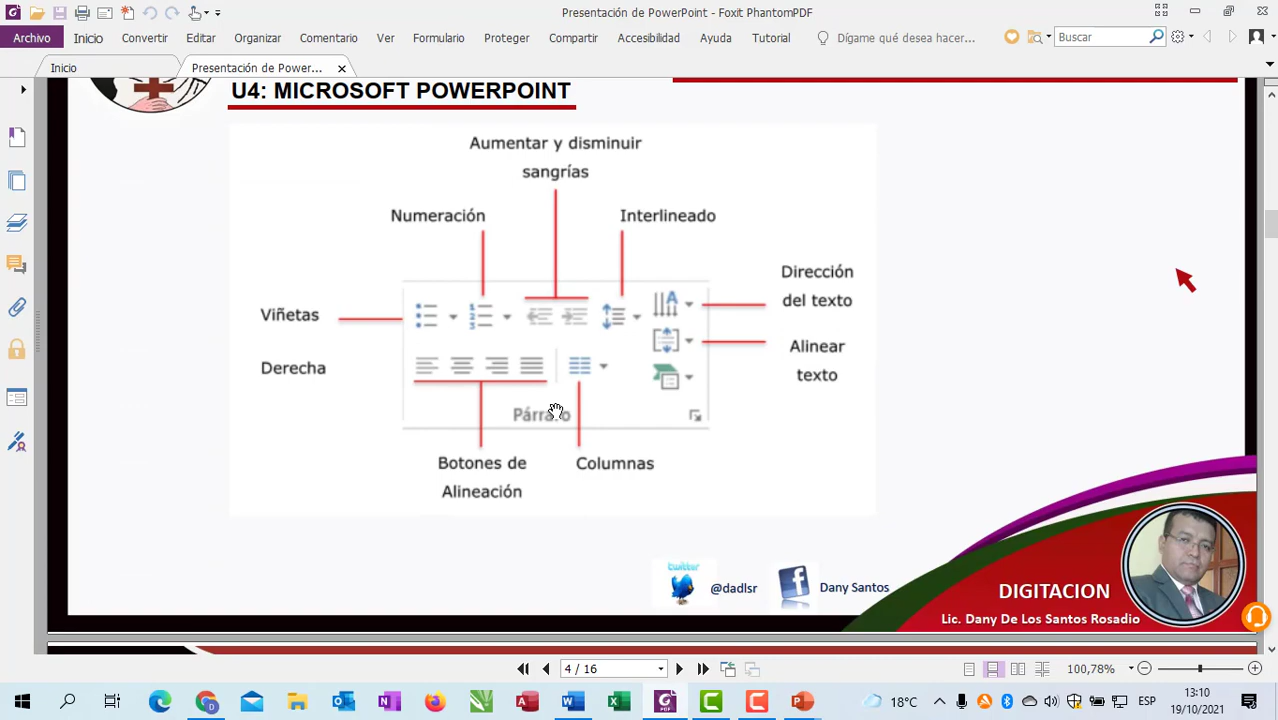 Presentación de PowerPoint - Foxit PhantomPDF
Archivo Inicio Convertir Editar Organizar Comentario Ver Formulario Proteger Compartir Accesibilidad Ayuda Tutorial Dígame qué desea hacer... Buscar
Inicio Presentación de Power...
U4: MICROSOFT POWERPOINT
Aumentar y disminuir
sangrías
Numeración Interlineado
Dirección
del texto
Viñetas
Alinear
texto
Derecha
Párrafo
Botones de
Alineación
Columnas
twitter
@dadlsr Dany Santos
DIGITACION
Lic. Dany De Los Santos Rosadio
4 / 16 100,78%
18°C ESP 13:10
19/10/2021